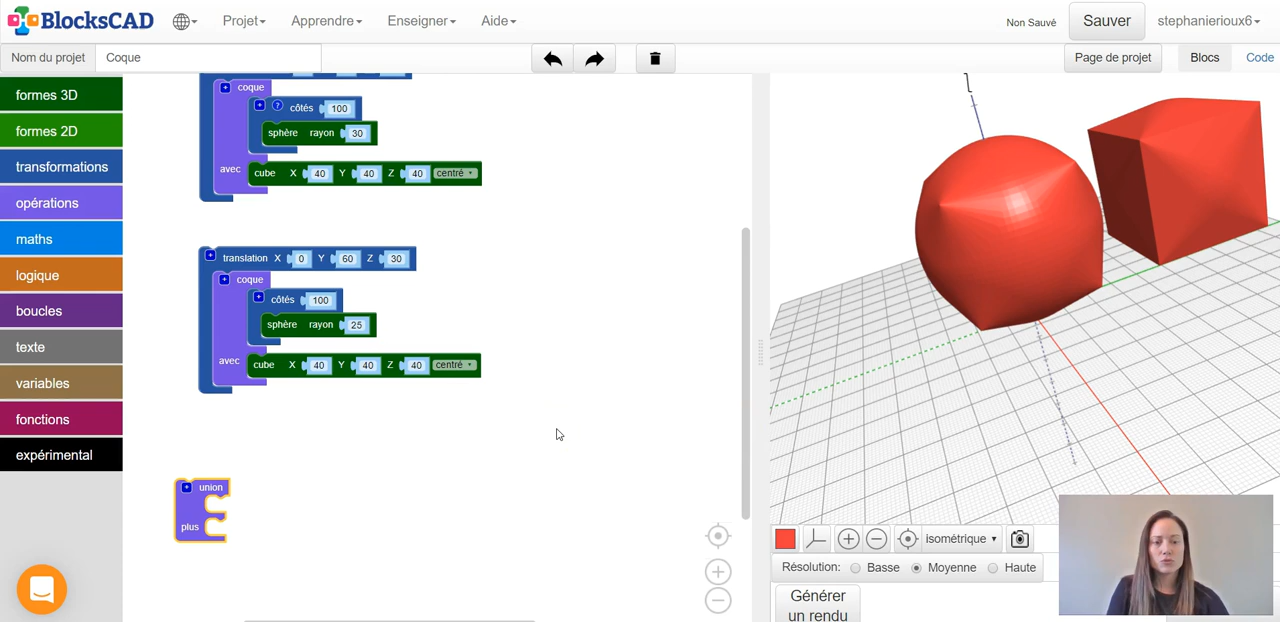 BlocksCAD
Projet
Apprendre
Enseigner
Aide
Non Sauvé
Sauver
stephanierioux6
Nom du projet
Coque
Page de projet
Blocs
Code
formes 3D
formes 2D
transformations
opérations
maths
logique
boucles
texte
variables
fonctions
expérimental
coque
? côtés 100
sphère rayon 30
avec cube X 40 Y 40 Z 40 centré
translation X 0 Y 60 Z 30
coque
côtés 100
sphère rayon 25
avec cube X 40 Y 40 Z 40 centré
union
plus
isométrique
Résolution: Basse Moyenne Haute
Générer
un rendu